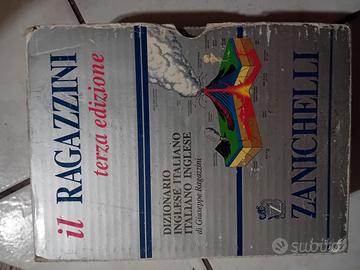 il RAGAZZINI
terza edizione
DIZIONARIO
INGLESE ITALIANO
ITALIANO INGLESE
di Giuseppe Ragazzini
Z
ZANICHELLI
subito